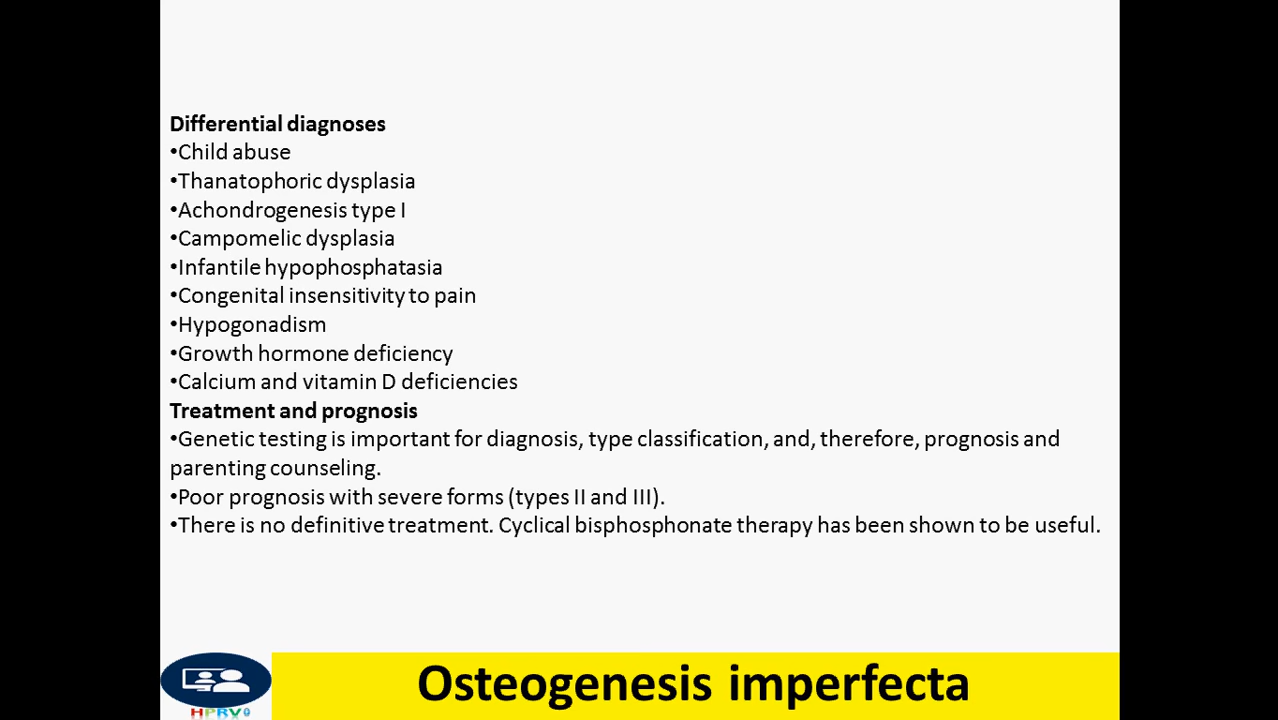 Differential diagnoses
•Child abuse
•Thanatophoric dysplasia
•Achondrogenesis type I
•Campomelic dysplasia
•Infantile hypophosphatasia
•Congenital insensitivity to pain
•Hypogonadism
•Growth hormone deficiency
•Calcium and vitamin D deficiencies
Treatment and prognosis
•Genetic testing is important for diagnosis, type classification, and, therefore, prognosis and
parenting counseling.
•Poor prognosis with severe forms (types II and III).
•There is no definitive treatment. Cyclical bisphosphonate therapy has been shown to be useful.
Osteogenesis imperfecta